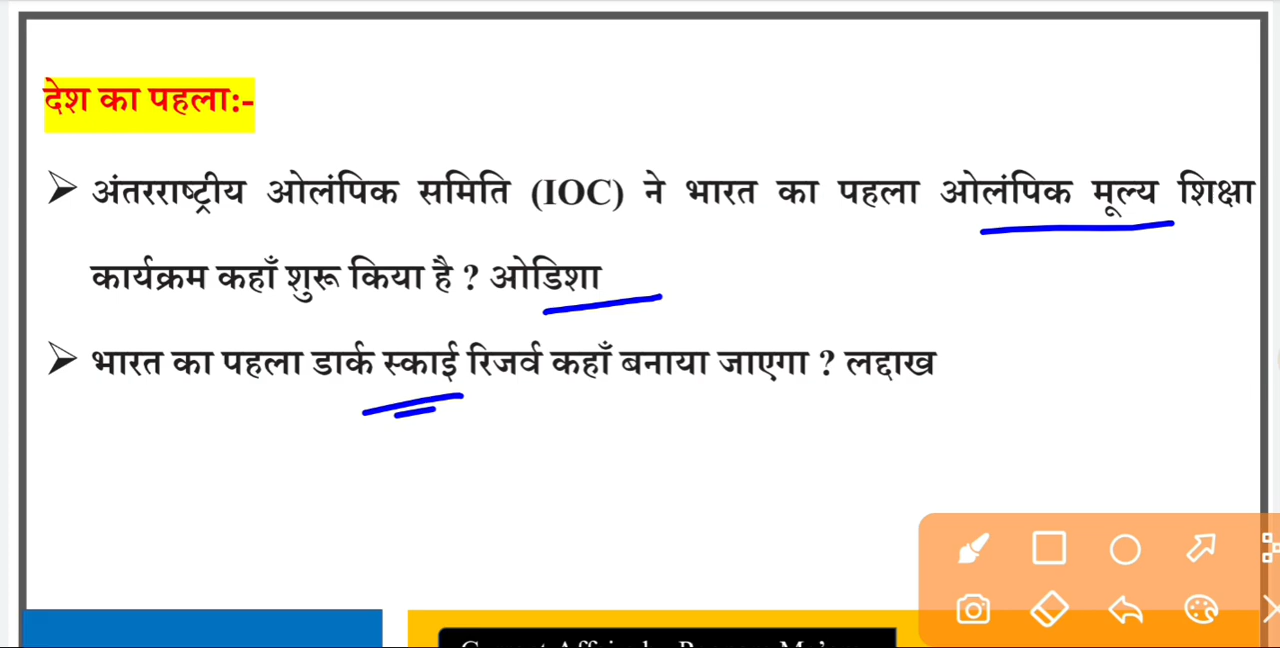 देश का पहला:-
➢ अंतरराष्ट्रीय ओलंपिक समिति (IOC) ने भारत का पहला ओलंपिक मूल्य शिक्षा
कार्यक्रम कहाँ शुरू किया है ? ओडिशा
➢ भारत का पहला डार्क स्काई रिजर्व कहाँ बनाया जाएगा ? लद्दाख